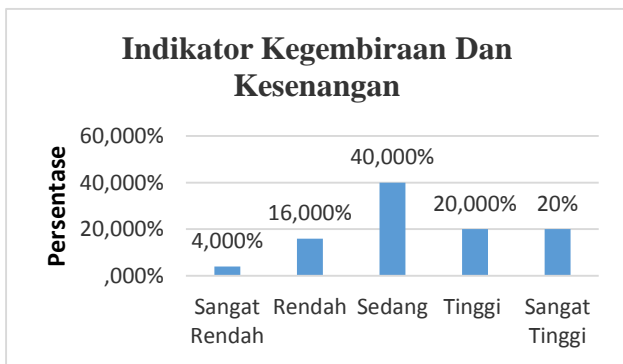 Indikator Kegembiraan Dan
Kesenangan
Persentase
60,000%
40,000%
20,000%
,000%
4,000%
16,000%
40,000%
20,000%
20%
Sangat Rendah
Rendah
Sedang
Tinggi
Sangat Tinggi